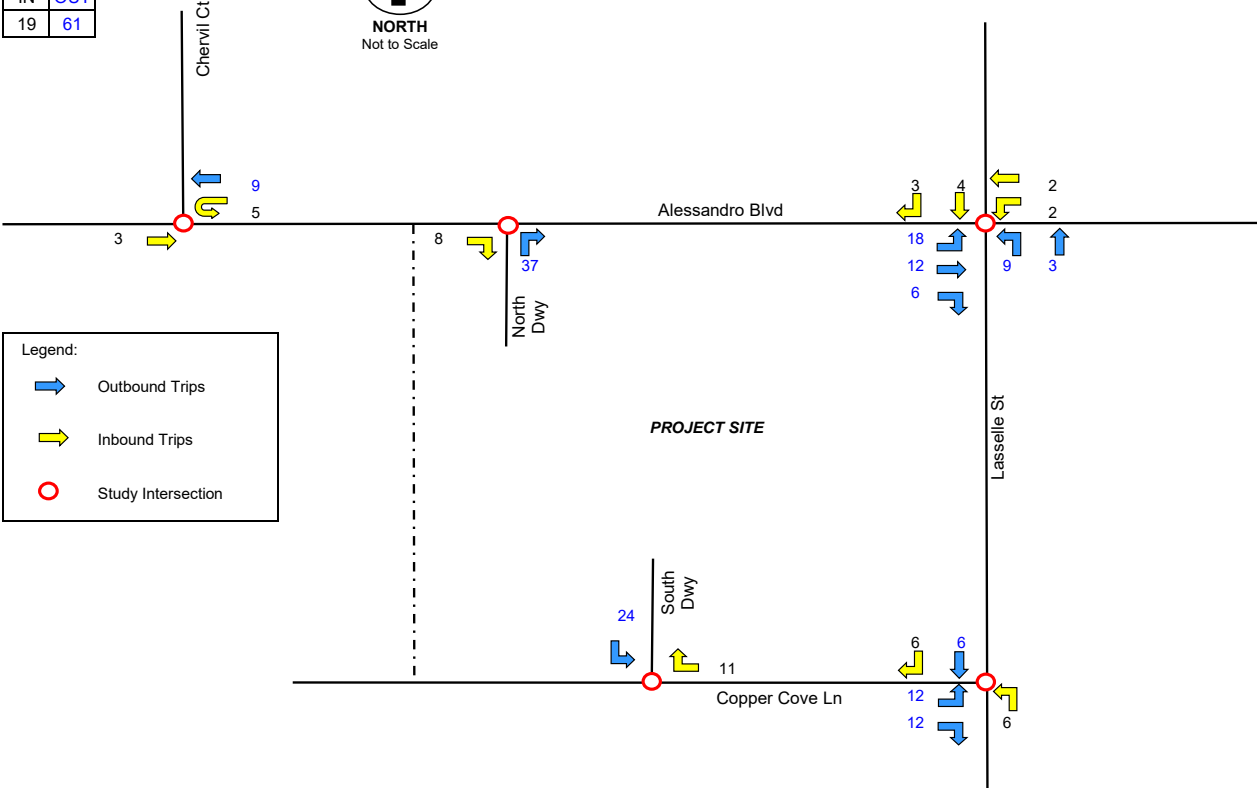 19 61
NORTH
Not to Scale
Chervil Ct
9
5
3
8
37
North
Dwy
Alessandro Blvd
3 4
2
2
18
12
6
9 3
Legend:
Outbound Trips
Inbound Trips
Study Intersection
PROJECT SITE
Lasselle St
24
South
Dwy
11
Copper Cove Ln
6 6
12
12
6